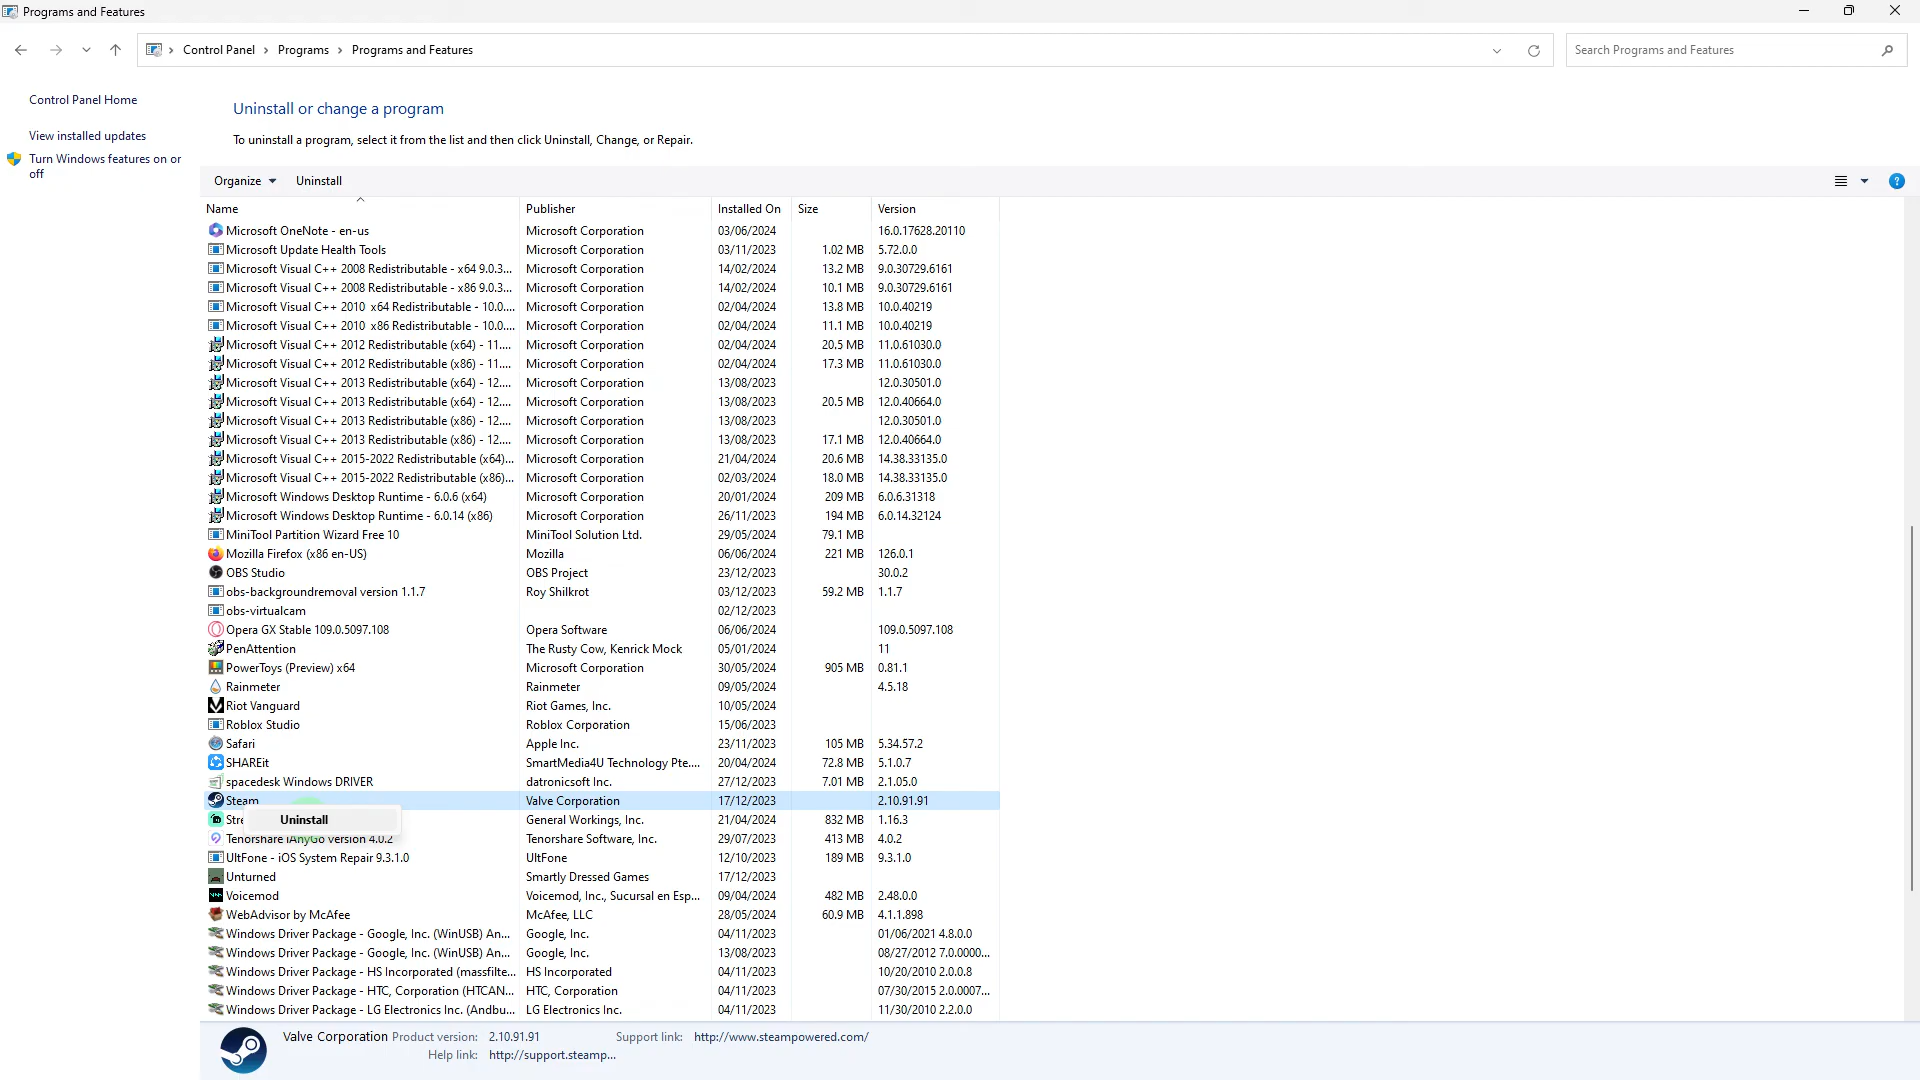 Programs and Features
Control Panel > Programs > Programs and Features
Search Programs and Features
Control Panel Home
View installed updates
Turn Windows features on or
off
Uninstall or change a program
To uninstall a program, select it from the list and then click Uninstall, Change, or Repair.
Organize Uninstall
Name Publisher Installed On Size Version
Microsoft OneNote - en-us Microsoft Corporation 03/06/2024 16.0.17628.20110
Microsoft Update Health Tools Microsoft Corporation 03/11/2023 1.02 MB 5.72.0.0
Microsoft Visual C++ 2008 Redistributable - x64 9.0.3... Microsoft Corporation 14/02/2024 13.2 MB 9.0.30729.6161
Microsoft Visual C++ 2008 Redistributable - x86 9.0.3... Microsoft Corporation 14/02/2024 10.1 MB 9.0.30729.6161
Microsoft Visual C++ 2010 x64 Redistributable - 10.0.... Microsoft Corporation 02/04/2024 13.8 MB 10.0.40219
Microsoft Visual C++ 2010 x86 Redistributable - 10.0.... Microsoft Corporation 02/04/2024 11.1 MB 10.0.40219
Microsoft Visual C++ 2012 Redistributable (x64) - 11.... Microsoft Corporation 02/04/2024 20.5 MB 11.0.61030.0
Microsoft Visual C++ 2012 Redistributable (x86) - 11.... Microsoft Corporation 02/04/2024 17.3 MB 11.0.61030.0
Microsoft Visual C++ 2013 Redistributable (x64) - 12.... Microsoft Corporation 13/08/2023 12.0.30501.0
Microsoft Visual C++ 2013 Redistributable (x64) - 12.... Microsoft Corporation 13/08/2023 20.5 MB 12.0.40664.0
Microsoft Visual C++ 2013 Redistributable (x86) - 12.... Microsoft Corporation 13/08/2023 12.0.30501.0
Microsoft Visual C++ 2013 Redistributable (x86) - 12.... Microsoft Corporation 13/08/2023 17.1 MB 12.0.40664.0
Microsoft Visual C++ 2015-2022 Redistributable (x64)... Microsoft Corporation 21/04/2024 20.6 MB 14.38.33135.0
Microsoft Visual C++ 2015-2022 Redistributable (x86)... Microsoft Corporation 02/03/2024 18.0 MB 14.38.33135.0
Microsoft Windows Desktop Runtime - 6.0.6 (x64) Microsoft Corporation 20/01/2024 209 MB 6.0.6.31318
Microsoft Windows Desktop Runtime - 6.0.14 (x86) Microsoft Corporation 26/11/2023 194 MB 6.0.14.32124
MiniTool Partition Wizard Free 10 MiniTool Solution Ltd. 29/05/2024 79.1 MB
Mozilla Firefox (x86 en-US) Mozilla 06/06/2024 221 MB 126.0.1
OBS Studio OBS Project 23/12/2023 30.0.2
obs-backgroundremoval version 1.1.7 Roy Shilkrot 03/12/2023 59.2 MB 1.1.7
obs-virtualcam 02/12/2023
Opera GX Stable 109.0.5097.108 Opera Software 06/06/2024 109.0.5097.108
PenAttention The Rusty Cow, Kenrick Mock 05/01/2024 11
PowerToys (Preview) x64 Microsoft Corporation 30/05/2024 905 MB 0.81.1
Rainmeter Rainmeter 09/05/2024 4.5.18
Riot Vanguard Riot Games, Inc. 10/05/2024
Roblox Studio Roblox Corporation 15/06/2023
Safari Apple Inc. 23/11/2023 105 MB 5.34.57.2
SHAREit SmartMedia4U Technology Pte.... 20/04/2024 72.8 MB 5.1.0.7
spacedesk Windows DRIVER datronicsoft Inc. 27/12/2023 7.01 MB 2.1.05.0
Steam Valve Corporation 17/12/2023 2.10.91.91
Stre Uninstall General Workings, Inc. 21/04/2024 832 MB 1.16.3
Tenorshare iAnyGo version 4.0.2 Tenorshare Software, Inc. 29/07/2023 413 MB 4.0.2
UltFone - iOS System Repair 9.3.1.0 UltFone 12/10/2023 189 MB 9.3.1.0
Unturned Smartly Dressed Games 17/12/2023
Voicemod Voicemod, Inc., Sucursal en Esp... 09/04/2024 482 MB 2.48.0.0
WebAdvisor by McAfee McAfee, LLC 28/05/2024 60.9 MB 4.1.1.898
Windows Driver Package - Google, Inc. (WinUSB) An... Google, Inc. 04/11/2023 01/06/2021 4.8.0.0
Windows Driver Package - Google, Inc. (WinUSB) An... Google, Inc. 13/08/2023 08/27/2012 7.0.0000...
Windows Driver Package - HS Incorporated (massfilte... HS Incorporated 04/11/2023 10/20/2010 2.0.0.8
Windows Driver Package - HTC, Corporation (HTCAN... HTC, Corporation 04/11/2023 07/30/2015 2.0.0007...
Windows Driver Package - LG Electronics Inc. (Andbu... LG Electronics Inc. 04/11/2023 11/30/2010 2.2.0.0
Valve Corporation Product version: 2.10.91.91 Support link: http://www.steampowered.com/
Help link: http://support.steamp...